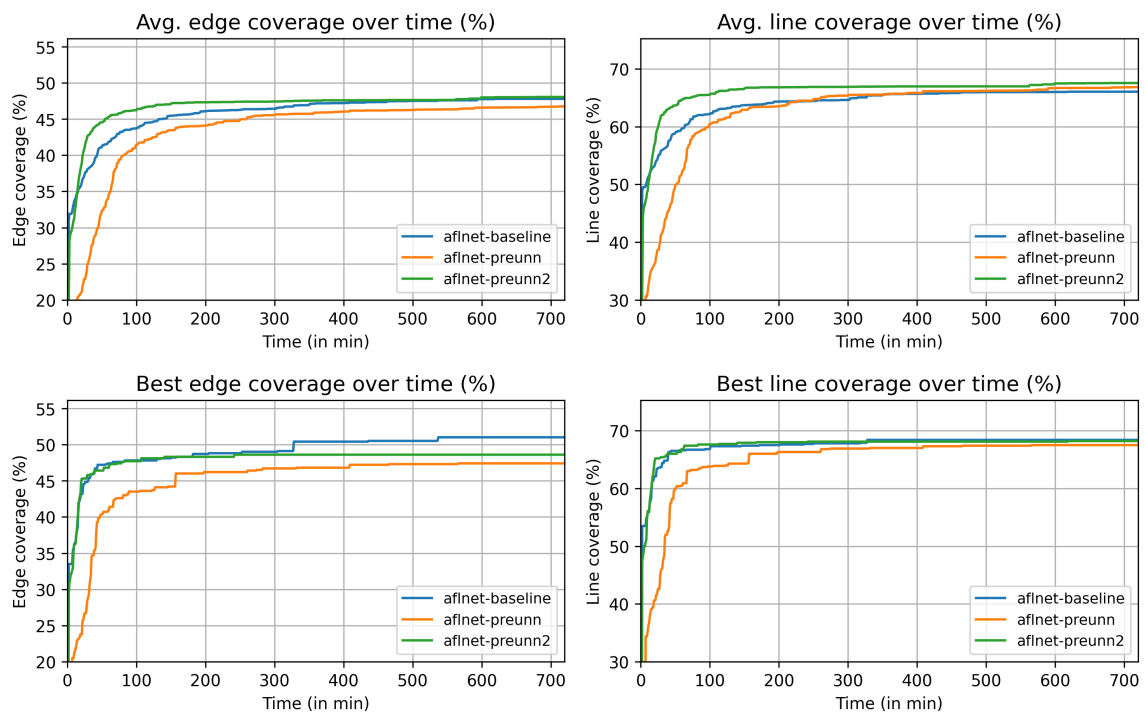 Avg. edge coverage over time (%)
Edge coverage (%)
55
50
45
40
35
30
25
20
0 100 200 300 400 500 600 700
Time (in min)
aflnet-baseline
aflnet-preunn
aflnet-preunn2
Avg. line coverage over time (%)
Line coverage (%)
70
60
50
40
30
0 100 200 300 400 500 600 700
Time (in min)
aflnet-baseline
aflnet-preunn
aflnet-preunn2
Best edge coverage over time (%)
Edge coverage (%)
55
50
45
40
35
30
25
20
0 100 200 300 400 500 600 700
Time (in min)
aflnet-baseline
aflnet-preunn
aflnet-preunn2
Best line coverage over time (%)
Line coverage (%)
70
60
50
40
30
0 100 200 300 400 500 600 700
Time (in min)
aflnet-baseline
aflnet-preunn
aflnet-preunn2